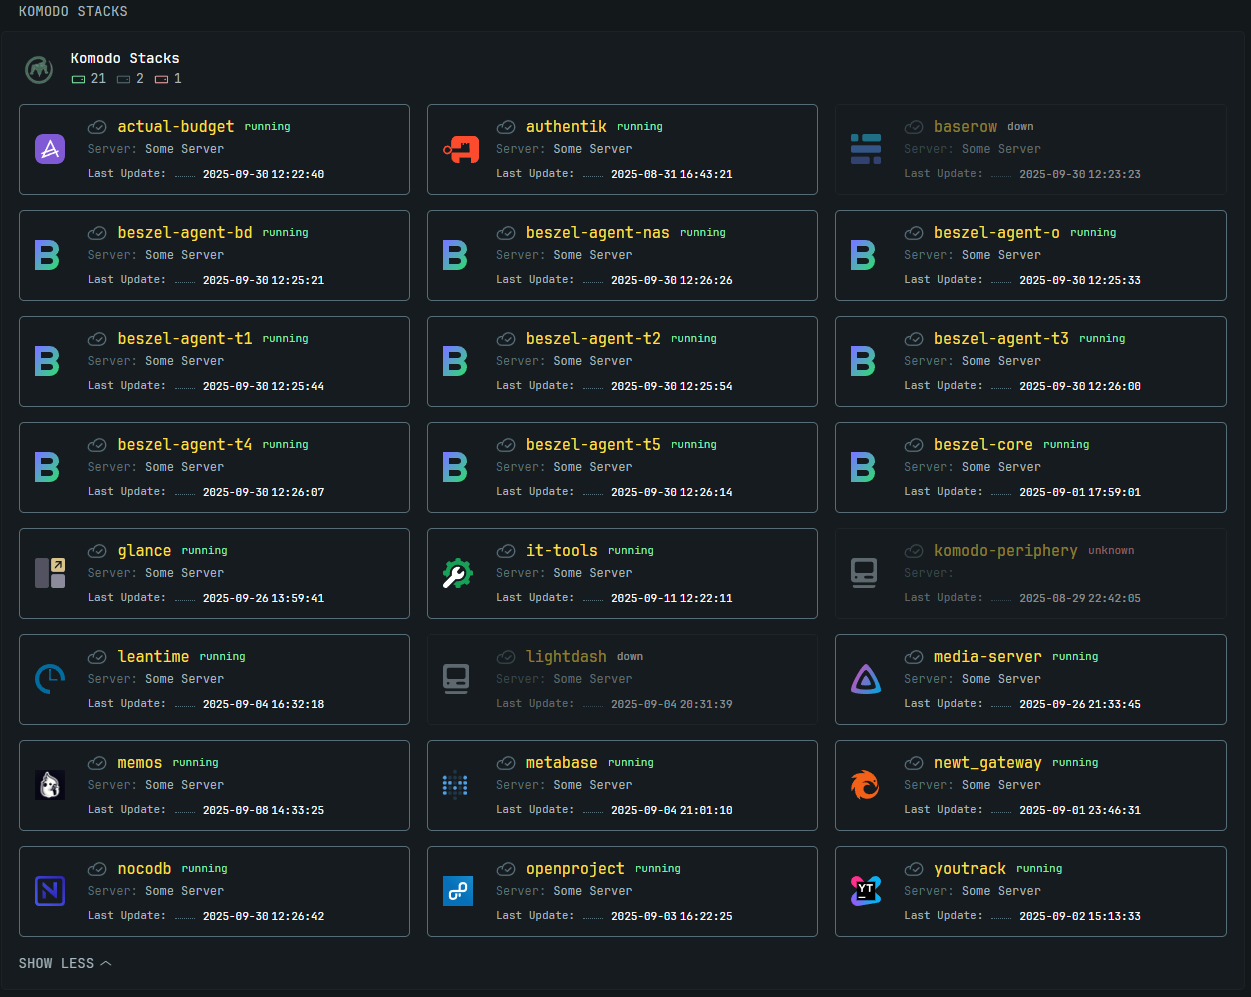 KOMODO STACKS
Komodo Stacks
21 2 1
actual-budget running
Server: Some Server
Last Update: 2025-09-30 12:22:40
authentik running
Server: Some Server
Last Update: 2025-08-31 16:43:21
baserow down
Server: Some Server
Last Update: 2025-09-30 12:23:23
beszel-agent-bd running
Server: Some Server
Last Update: 2025-09-30 12:25:21
beszel-agent-nas running
Server: Some Server
Last Update: 2025-09-30 12:26:26
beszel-agent-o running
Server: Some Server
Last Update: 2025-09-30 12:25:33
beszel-agent-t1 running
Server: Some Server
Last Update: 2025-09-30 12:25:44
beszel-agent-t2 running
Server: Some Server
Last Update: 2025-09-30 12:25:54
beszel-agent-t3 running
Server: Some Server
Last Update: 2025-09-30 12:26:00
beszel-agent-t4 running
Server: Some Server
Last Update: 2025-09-30 12:26:07
beszel-agent-t5 running
Server: Some Server
Last Update: 2025-09-30 12:26:14
beszel-core running
Server: Some Server
Last Update: 2025-09-01 17:59:01
glance running
Server: Some Server
Last Update: 2025-09-26 13:59:41
it-tools running
Server: Some Server
Last Update: 2025-09-11 12:22:11
komodo-periphery unknown
Server:
Last Update: 2025-08-29 22:42:05
leantime running
Server: Some Server
Last Update: 2025-09-04 16:32:18
lightdash down
Server: Some Server
Last Update: 2025-09-04 20:31:39
media-server running
Server: Some Server
Last Update: 2025-09-26 21:33:45
memos running
Server: Some Server
Last Update: 2025-09-08 14:33:25
metabase running
Server: Some Server
Last Update: 2025-09-04 21:01:10
newt_gateway running
Server: Some Server
Last Update: 2025-09-01 23:46:31
nocodb running
Server: Some Server
Last Update: 2025-09-30 12:26:42
openproject running
Server: Some Server
Last Update: 2025-09-03 16:22:25
YT
youtrack running
Server: Some Server
Last Update: 2025-09-02 15:13:33
SHOW LESS